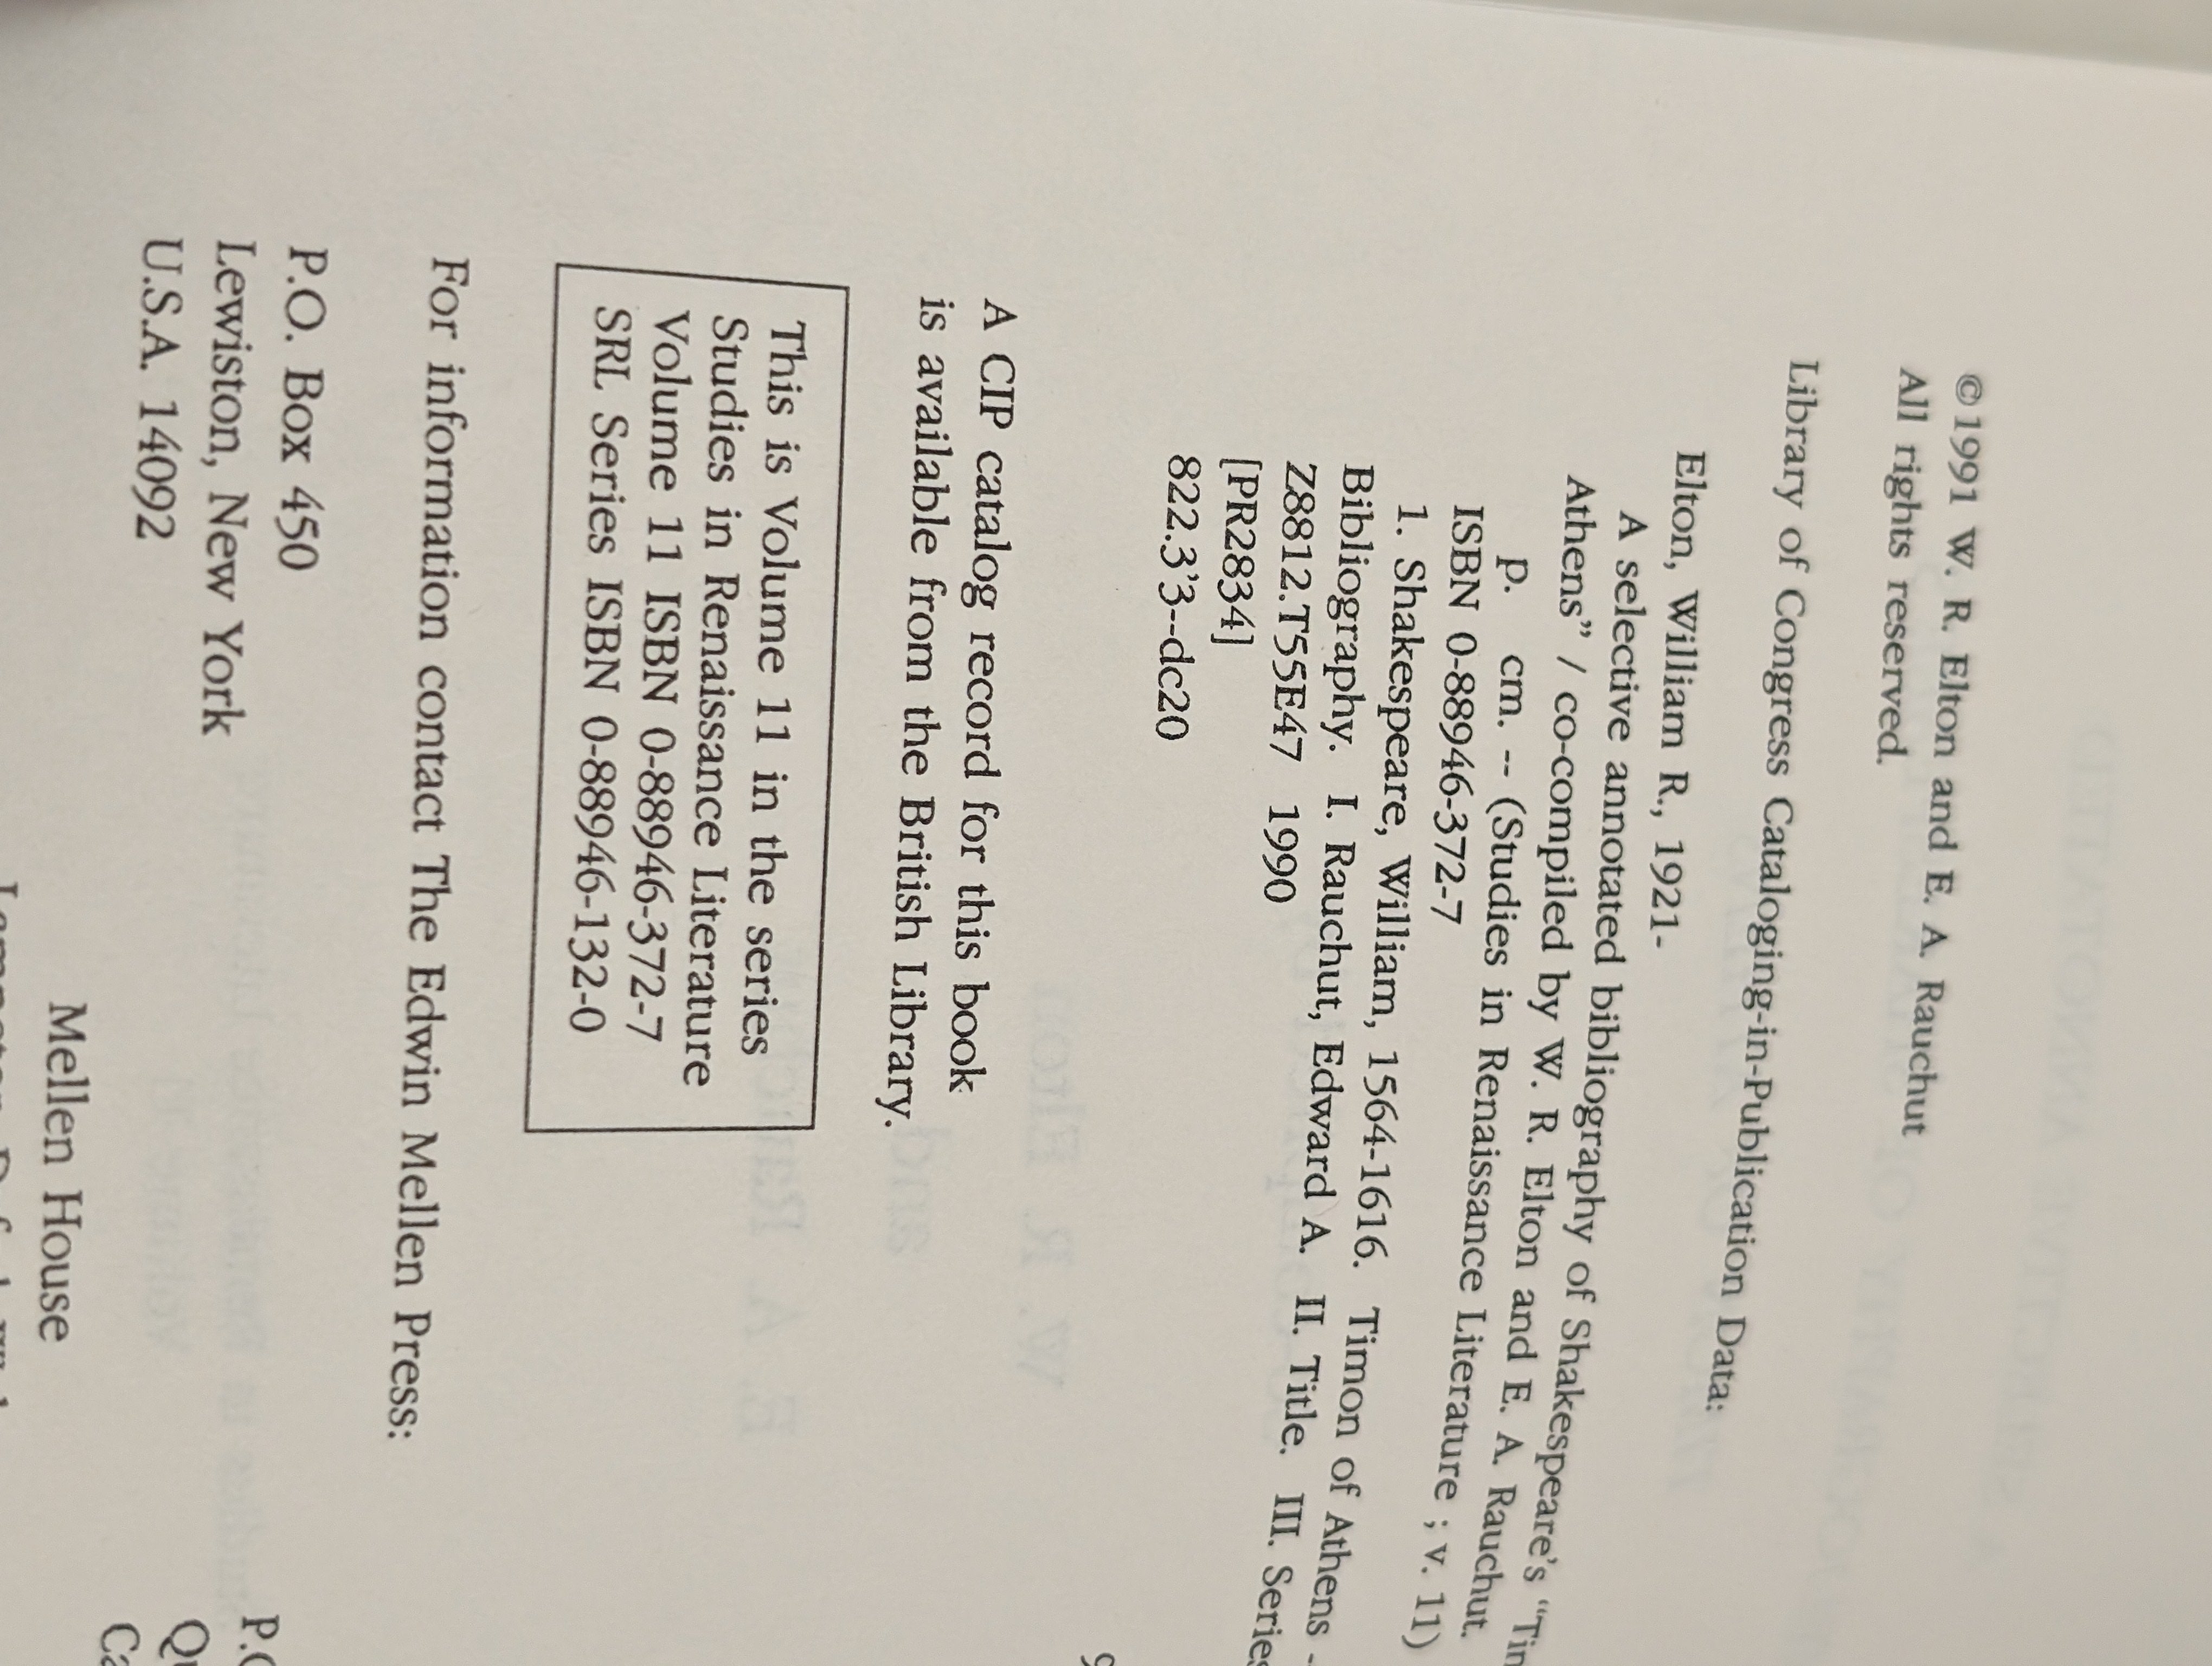 ©1991 W. R. Elton and E. A. Rauchut
All rights reserved.
Library of Congress Cataloging-in-Publication Data:
Elton, William R., 1921-
A selective annotated bibliography of Shakespeare's "Tim
Athens" / co-compiled by W. R. Elton and E. A. Rauchut.
p. cm. -- (Studies in Renaissance Literature ; v. 11)
ISBN 0-88946-372-7
1. Shakespeare, William, 1564-1616. Timon of Athens -
Bibliography. I. Rauchut, Edward A. II. Title. III. Series
Z8812.T55E47 1990
[PR2834]
822.3'3--dc20
A CIP catalog record for this book
is available from the British Library.
This is Volume 11 in the series
Studies in Renaissance Literature
Volume 11 ISBN 0-88946-372-7
SRL Series ISBN 0-88946-132-0
For information contact The Edwin Mellen Press:
P.O. Box 450
Lewiston, New York
U.S.A. 14092
P.O
Qu
Ca
Mellen House